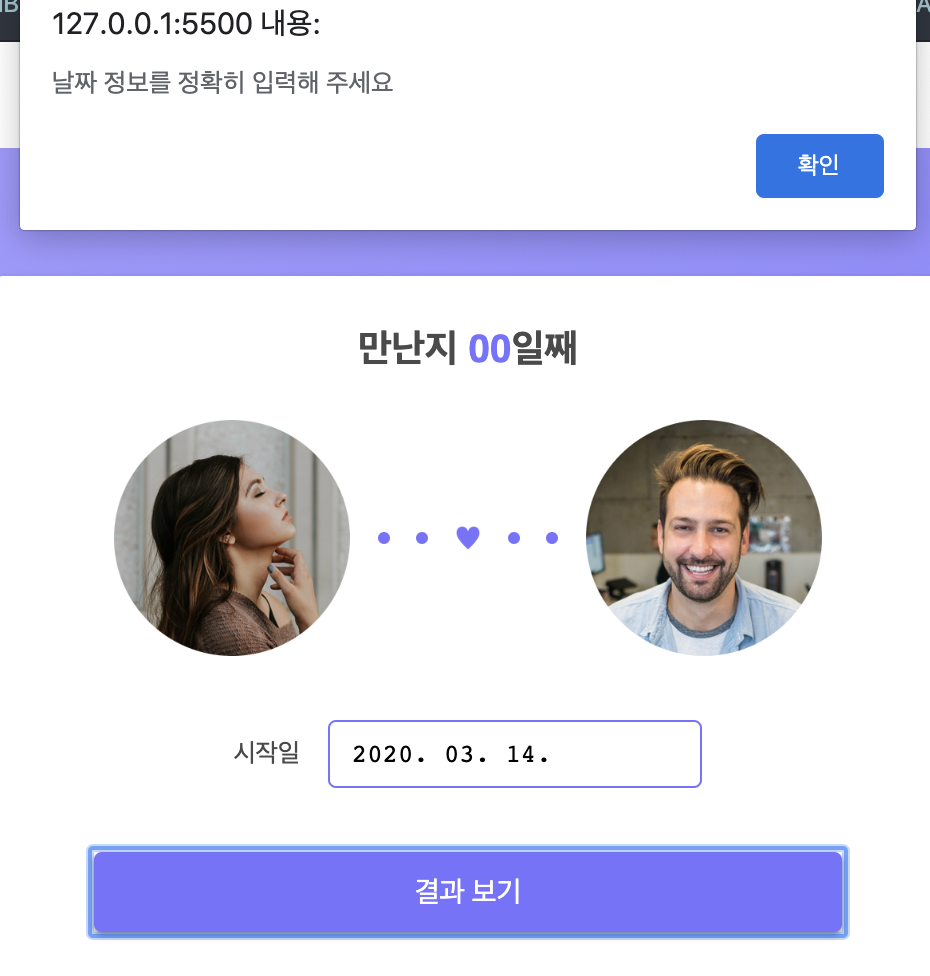 127.0.0.1:5500 내용:
날짜 정보를 정확히 입력해 주세요
확인
만난지 00일째
시작일
2020. 03. 14.
결과 보기